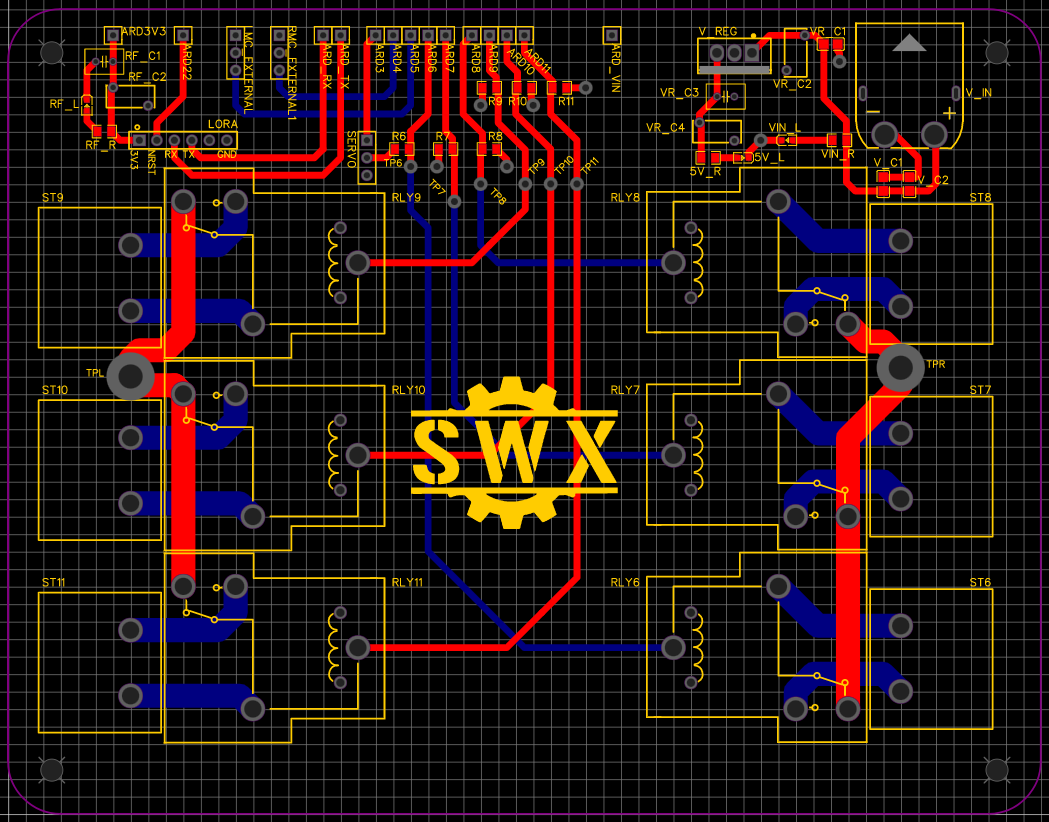 ARD3V3
ARD22
MC_EXTERNAL
RMC_EXTERNAL1
ARD_RX
ARD_TX
ARD3
ARD4
ARD5
ARD6
ARD7
ARD8
ARD9
ARD10
ARD11
ARD_VIN
V_REG
VR_C1
RF_C1
RF_C2
RF_L
RF_R
LORA
3V3
NRST
RX TX
GND
SERVO
R6
R7
R8
R9
R10
R11
TP6
TP7
TP8
TP9
TP10
TP11
VR_C2
VR_C3
VR_C4
5V_R
5V_L
VIN_L
VIN_R
V_IN
- +
V_C1
V_C2
ST9
RLY9
RLY8
ST8
TPL
TPR
ST10
RLY10
RLY7
ST7
SWX
ST11
RLY11
RLY6
ST6